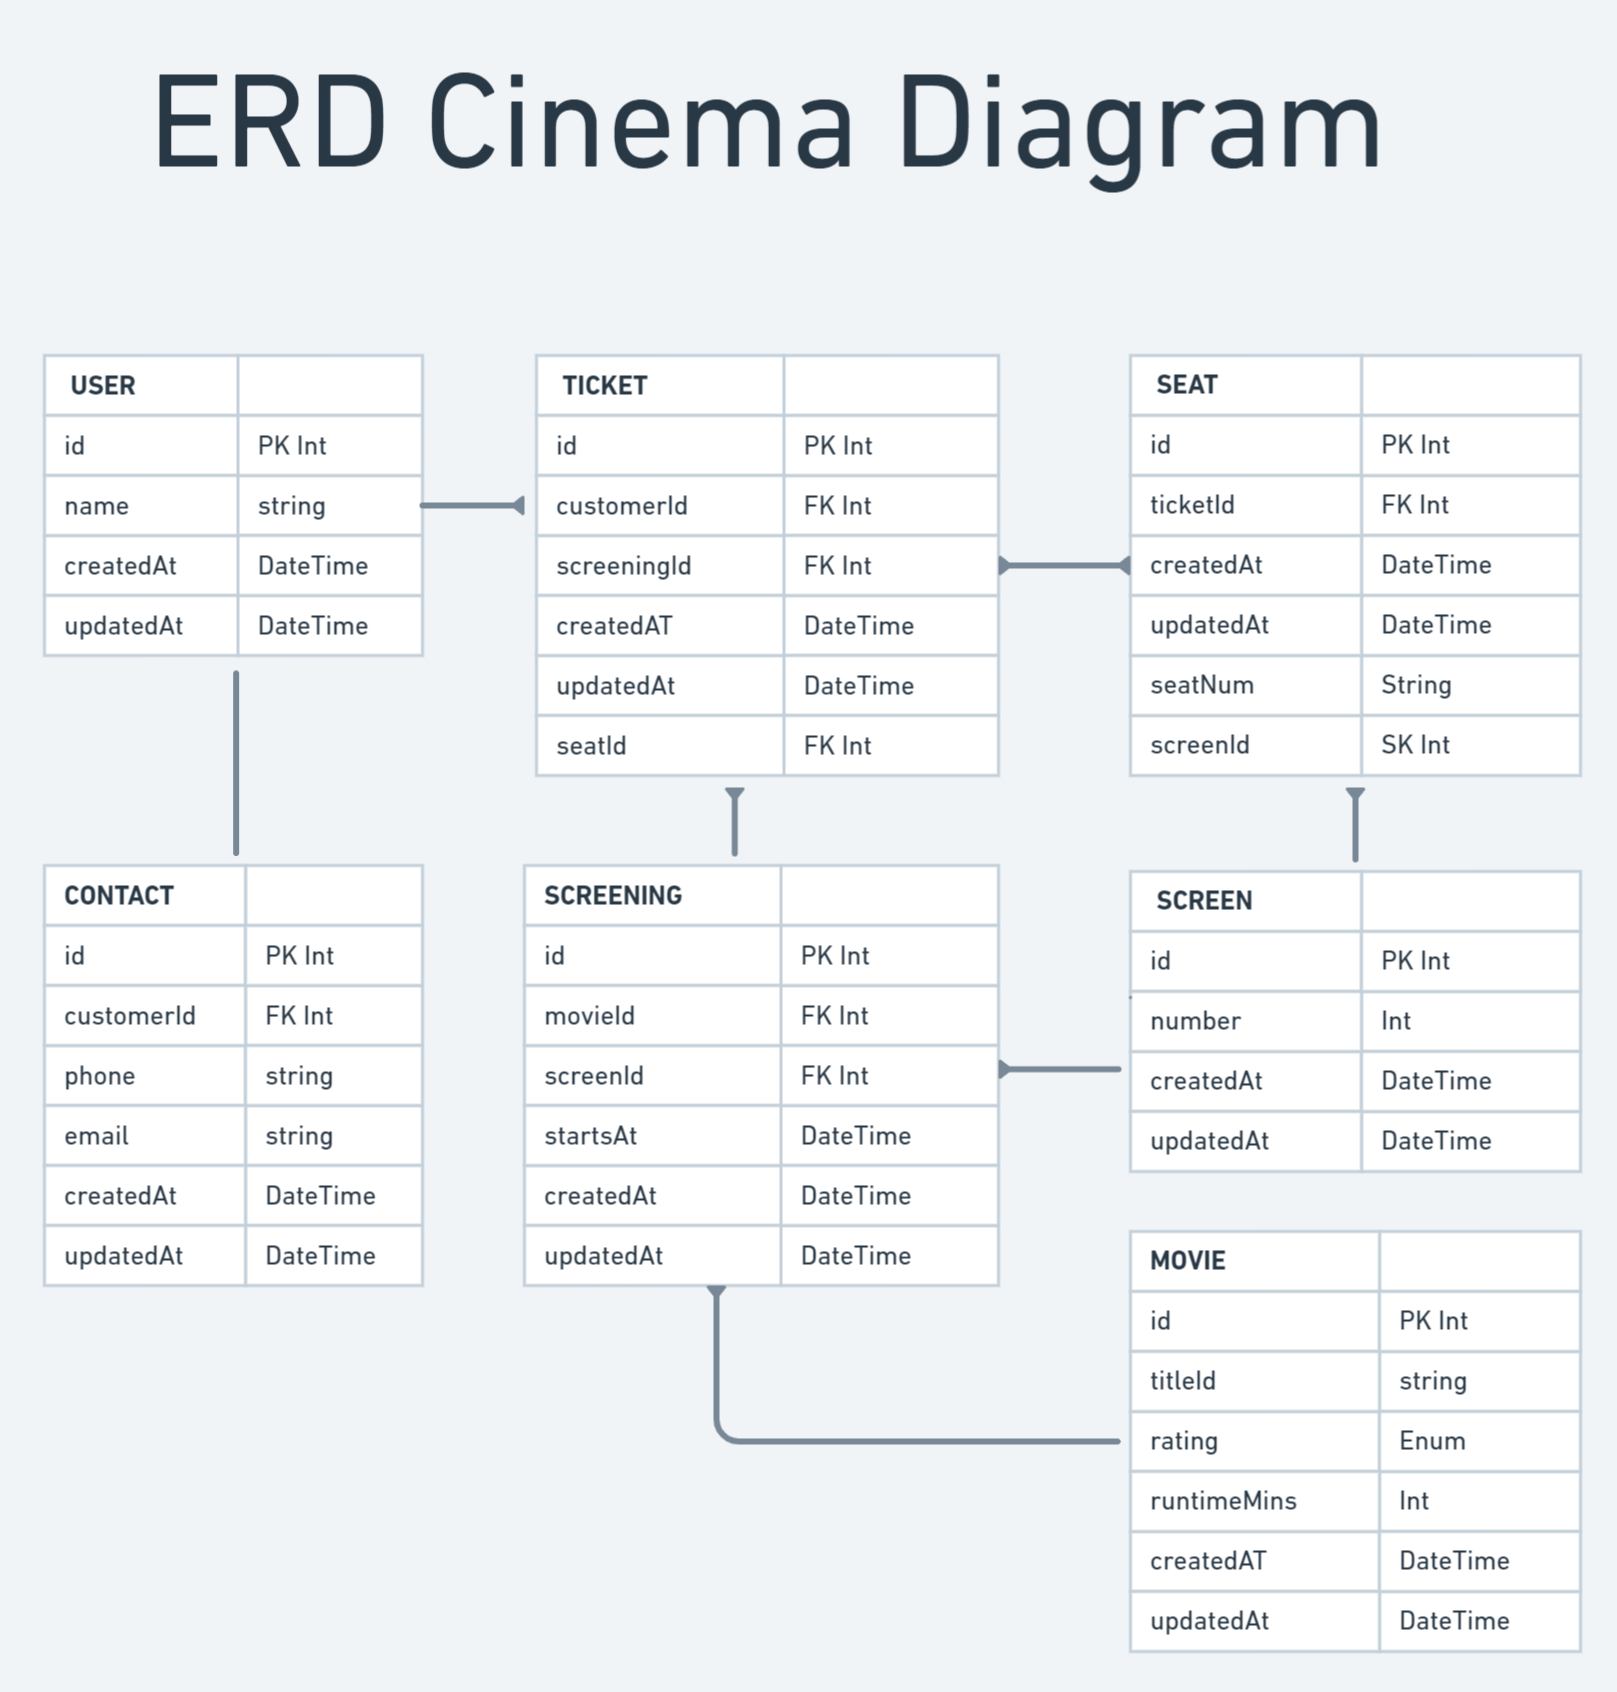 ERD Cinema Diagram
USER
id PK Int
name string
createdAt DateTime
updatedAt DateTime
TICKET
id PK Int
customerId FK Int
screeningId FK Int
createdAT DateTime
updatedAt DateTime
seatId FK Int
SEAT
id PK Int
ticketId FK Int
createdAt DateTime
updatedAt DateTime
seatNum String
screenId SK Int
CONTACT
id PK Int
customerId FK Int
phone string
email string
createdAt DateTime
updatedAt DateTime
SCREENING
id PK Int
movieId FK Int
screenId FK Int
startsAt DateTime
createdAt DateTime
updatedAt DateTime
SCREEN
id PK Int
number Int
createdAt DateTime
updatedAt DateTime
MOVIE
id PK Int
titleId string
rating Enum
runtimeMins Int
createdAT DateTime
updatedAt DateTime